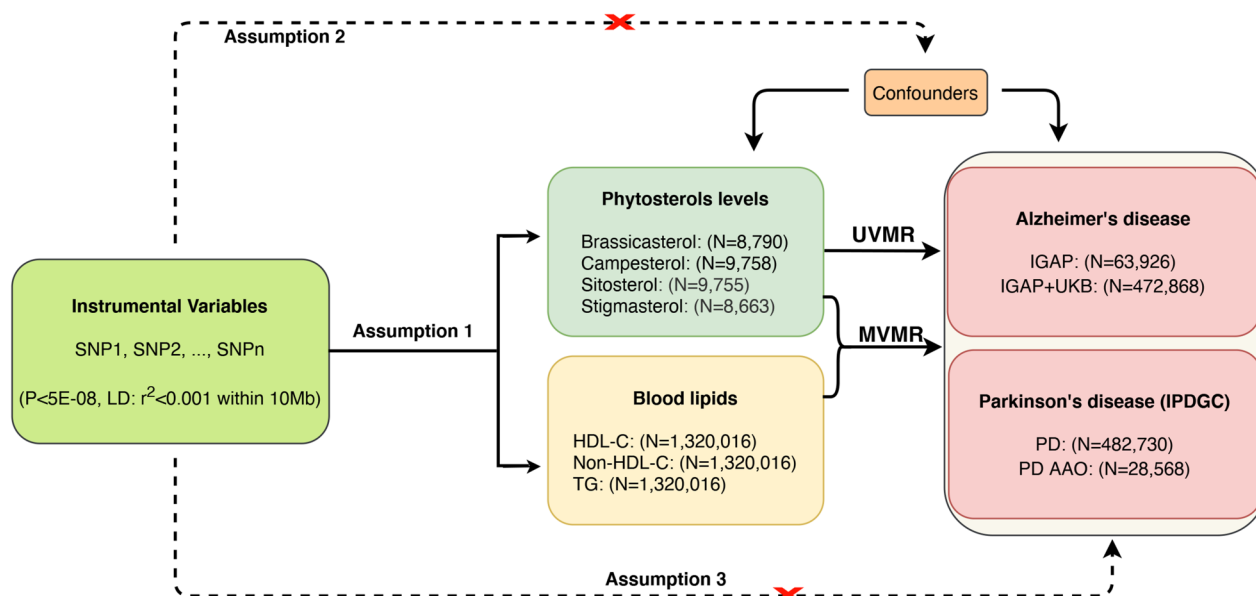 Assumption 2
Confounders
Phytosterols levels
Brassicasterol: (N=8,790)
Campesterol: (N=9,758)
Sitosterol: (N=9,755)
Stigmasterol: (N=8,663)
UVMR
Alzheimer's disease
IGAP: (N=63,926)
IGAP+UKB: (N=472,868)
Instrumental Variables
SNP1, SNP2, ..., SNPn
(P<5E-08, LD: r²<0.001 within 10Mb)
Assumption 1
MVMR
Blood lipids
HDL-C: (N=1,320,016)
Non-HDL-C: (N=1,320,016)
TG: (N=1,320,016)
Parkinson's disease (IPDGC)
PD: (N=482,730)
PD AAO: (N=28,568)
Assumption 3